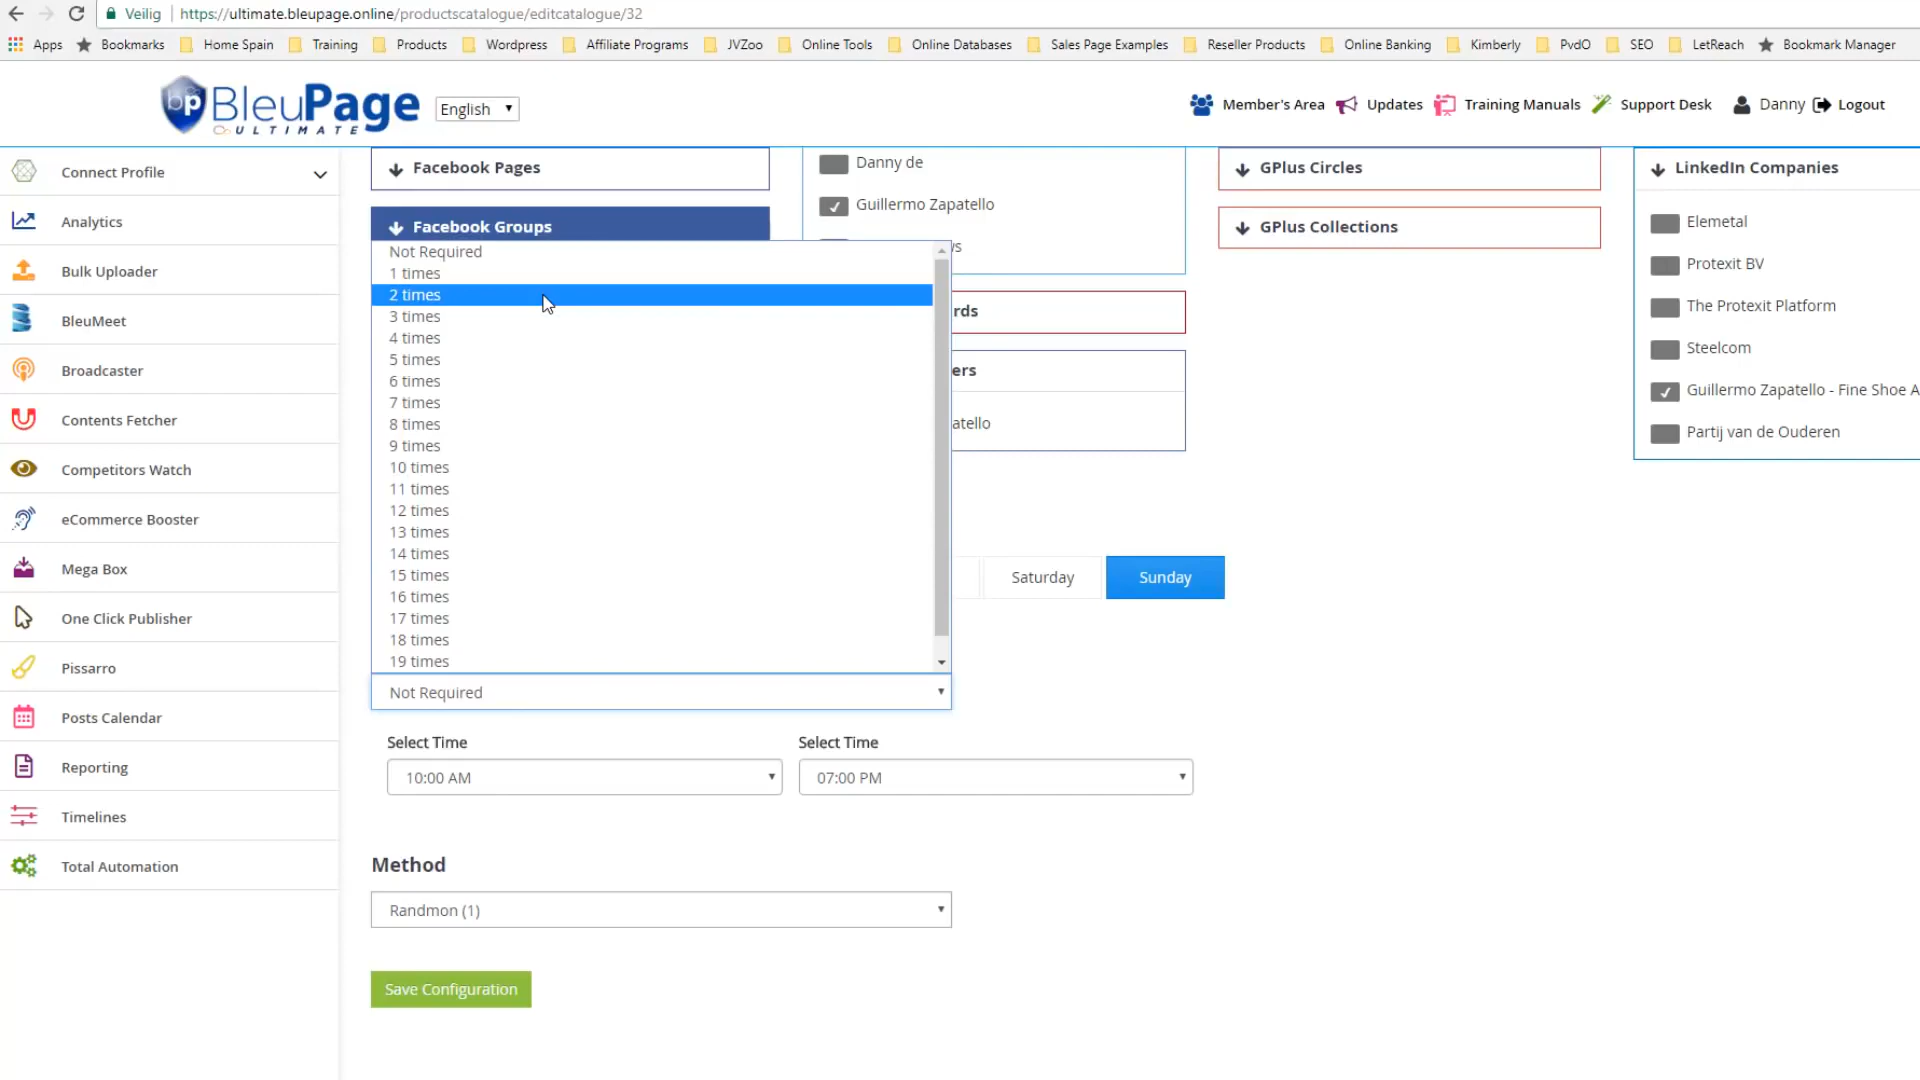 Veilig | https://ultimate.bleupage.online/productscatalogue/editcatalogue/32
Apps Bookmarks Home Spain Training Products Wordpress Affiliate Programs JVZoo Online Tools Online Databases Sales Page Examples Reseller Products Online Banking Kimberly PvdO SEO LetReach Bookmark Manager
bp BleuPage ULTIMATE
English
Member's Area Updates Training Manuals Support Desk Danny Logout
Connect Profile
Analytics
Bulk Uploader
BleuMeet
Broadcaster
Contents Fetcher
Competitors Watch
eCommerce Booster
Mega Box
One Click Publisher
Pissarro
Posts Calendar
Reporting
Timelines
Total Automation
Facebook Pages
Facebook Groups
Not Required
1 times
2 times
3 times
4 times
5 times
6 times
7 times
8 times
9 times
10 times
11 times
12 times
13 times
14 times
15 times
16 times
17 times
18 times
19 times
Not Required
Danny de
Guillermo Zapatello
vs
rds
ers
atello
GPlus Circles
GPlus Collections
LinkedIn Companies
Elemetal
Protexit BV
The Protexit Platform
Steelcom
Guillermo Zapatello - Fine Shoe A
Partij van de Ouderen
Saturday
Sunday
Select Time
10:00 AM
Select Time
07:00 PM
Method
Randmon (1)
Save Configuration